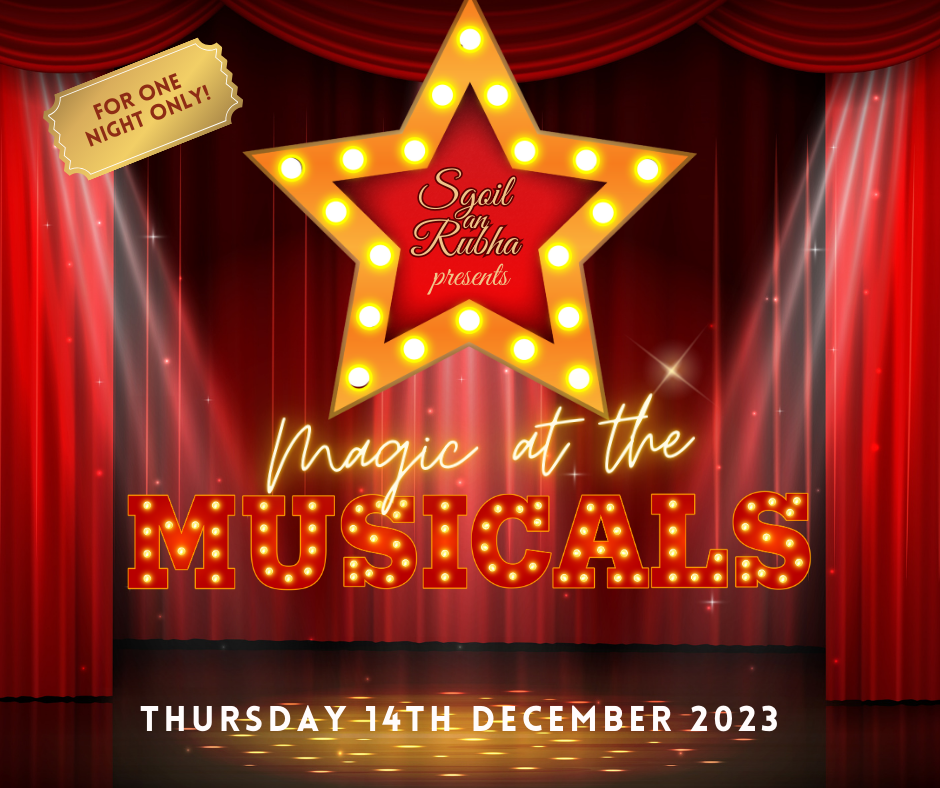 FOR ONE
NIGHT ONLY!
Sgoil
an
Rubha
presents
Magic at the
MUSICALS
THURSDAY 14TH DECEMBER 2023